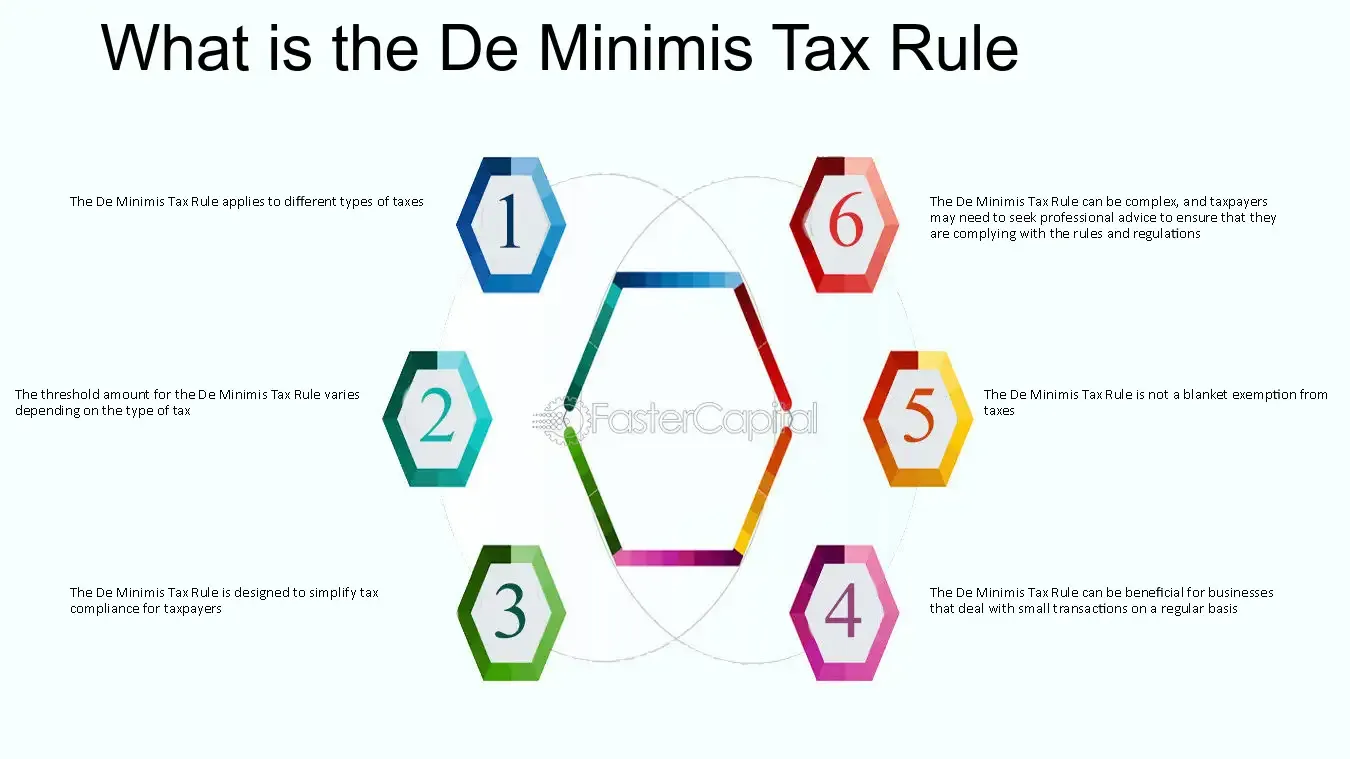 What is the De Minimis Tax Rule
1
The De Minimis Tax Rule applies to different types of taxes
2
The threshold amount for the De Minimis Tax Rule varies
depending on the type of tax
3
The De Minimis Tax Rule is designed to simplify tax
compliance for taxpayers
4
The De Minimis Tax Rule can be beneficial for businesses
that deal with small transactions on a regular basis
5
The De Minimis Tax Rule is not a blanket exemption from
taxes
6
The De Minimis Tax Rule can be complex, and taxpayers
may need to seek professional advice to ensure that they
are complying with the rules and regulations
FasterCapital